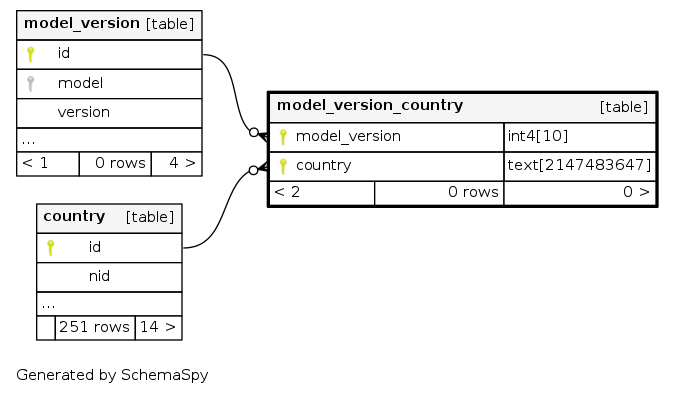 model_version [table]
id
model
version
...
< 1 0 rows 4 >
model_version_country [table]
model_version int4[10]
country text[2147483647]
< 2 0 rows 0 >
country [table]
id
nid
...
251 rows 14 >
Generated by SchemaSpy